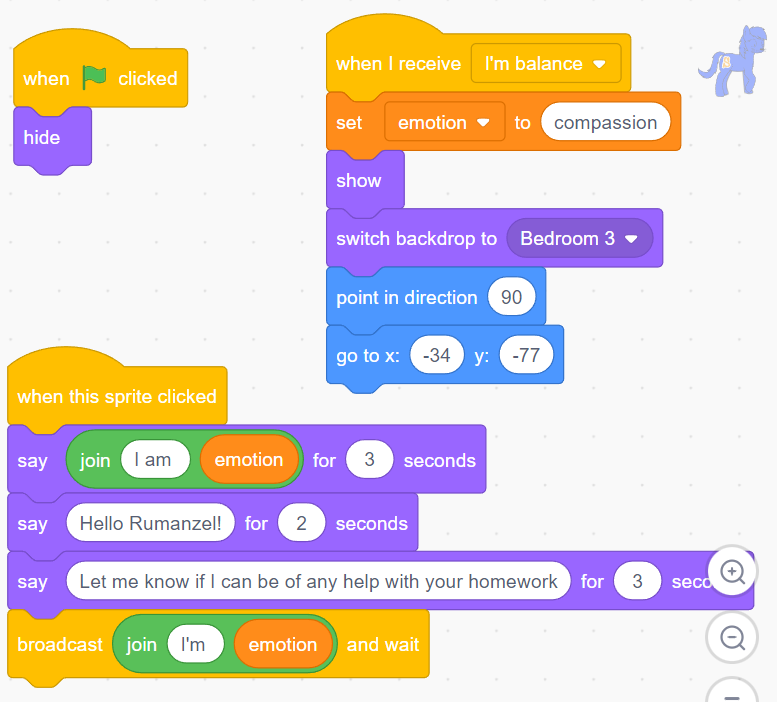 when clicked
hide
when I receive I'm balance
set emotion to compassion
show
switch backdrop to Bedroom 3
point in direction 90
go to x: -34 y: -77
when this sprite clicked
say join I am emotion for 3 seconds
say Hello Rumanzel! for 2 seconds
say Let me know if I can be of any help with your homework for 3 seco
broadcast join I'm emotion and wait